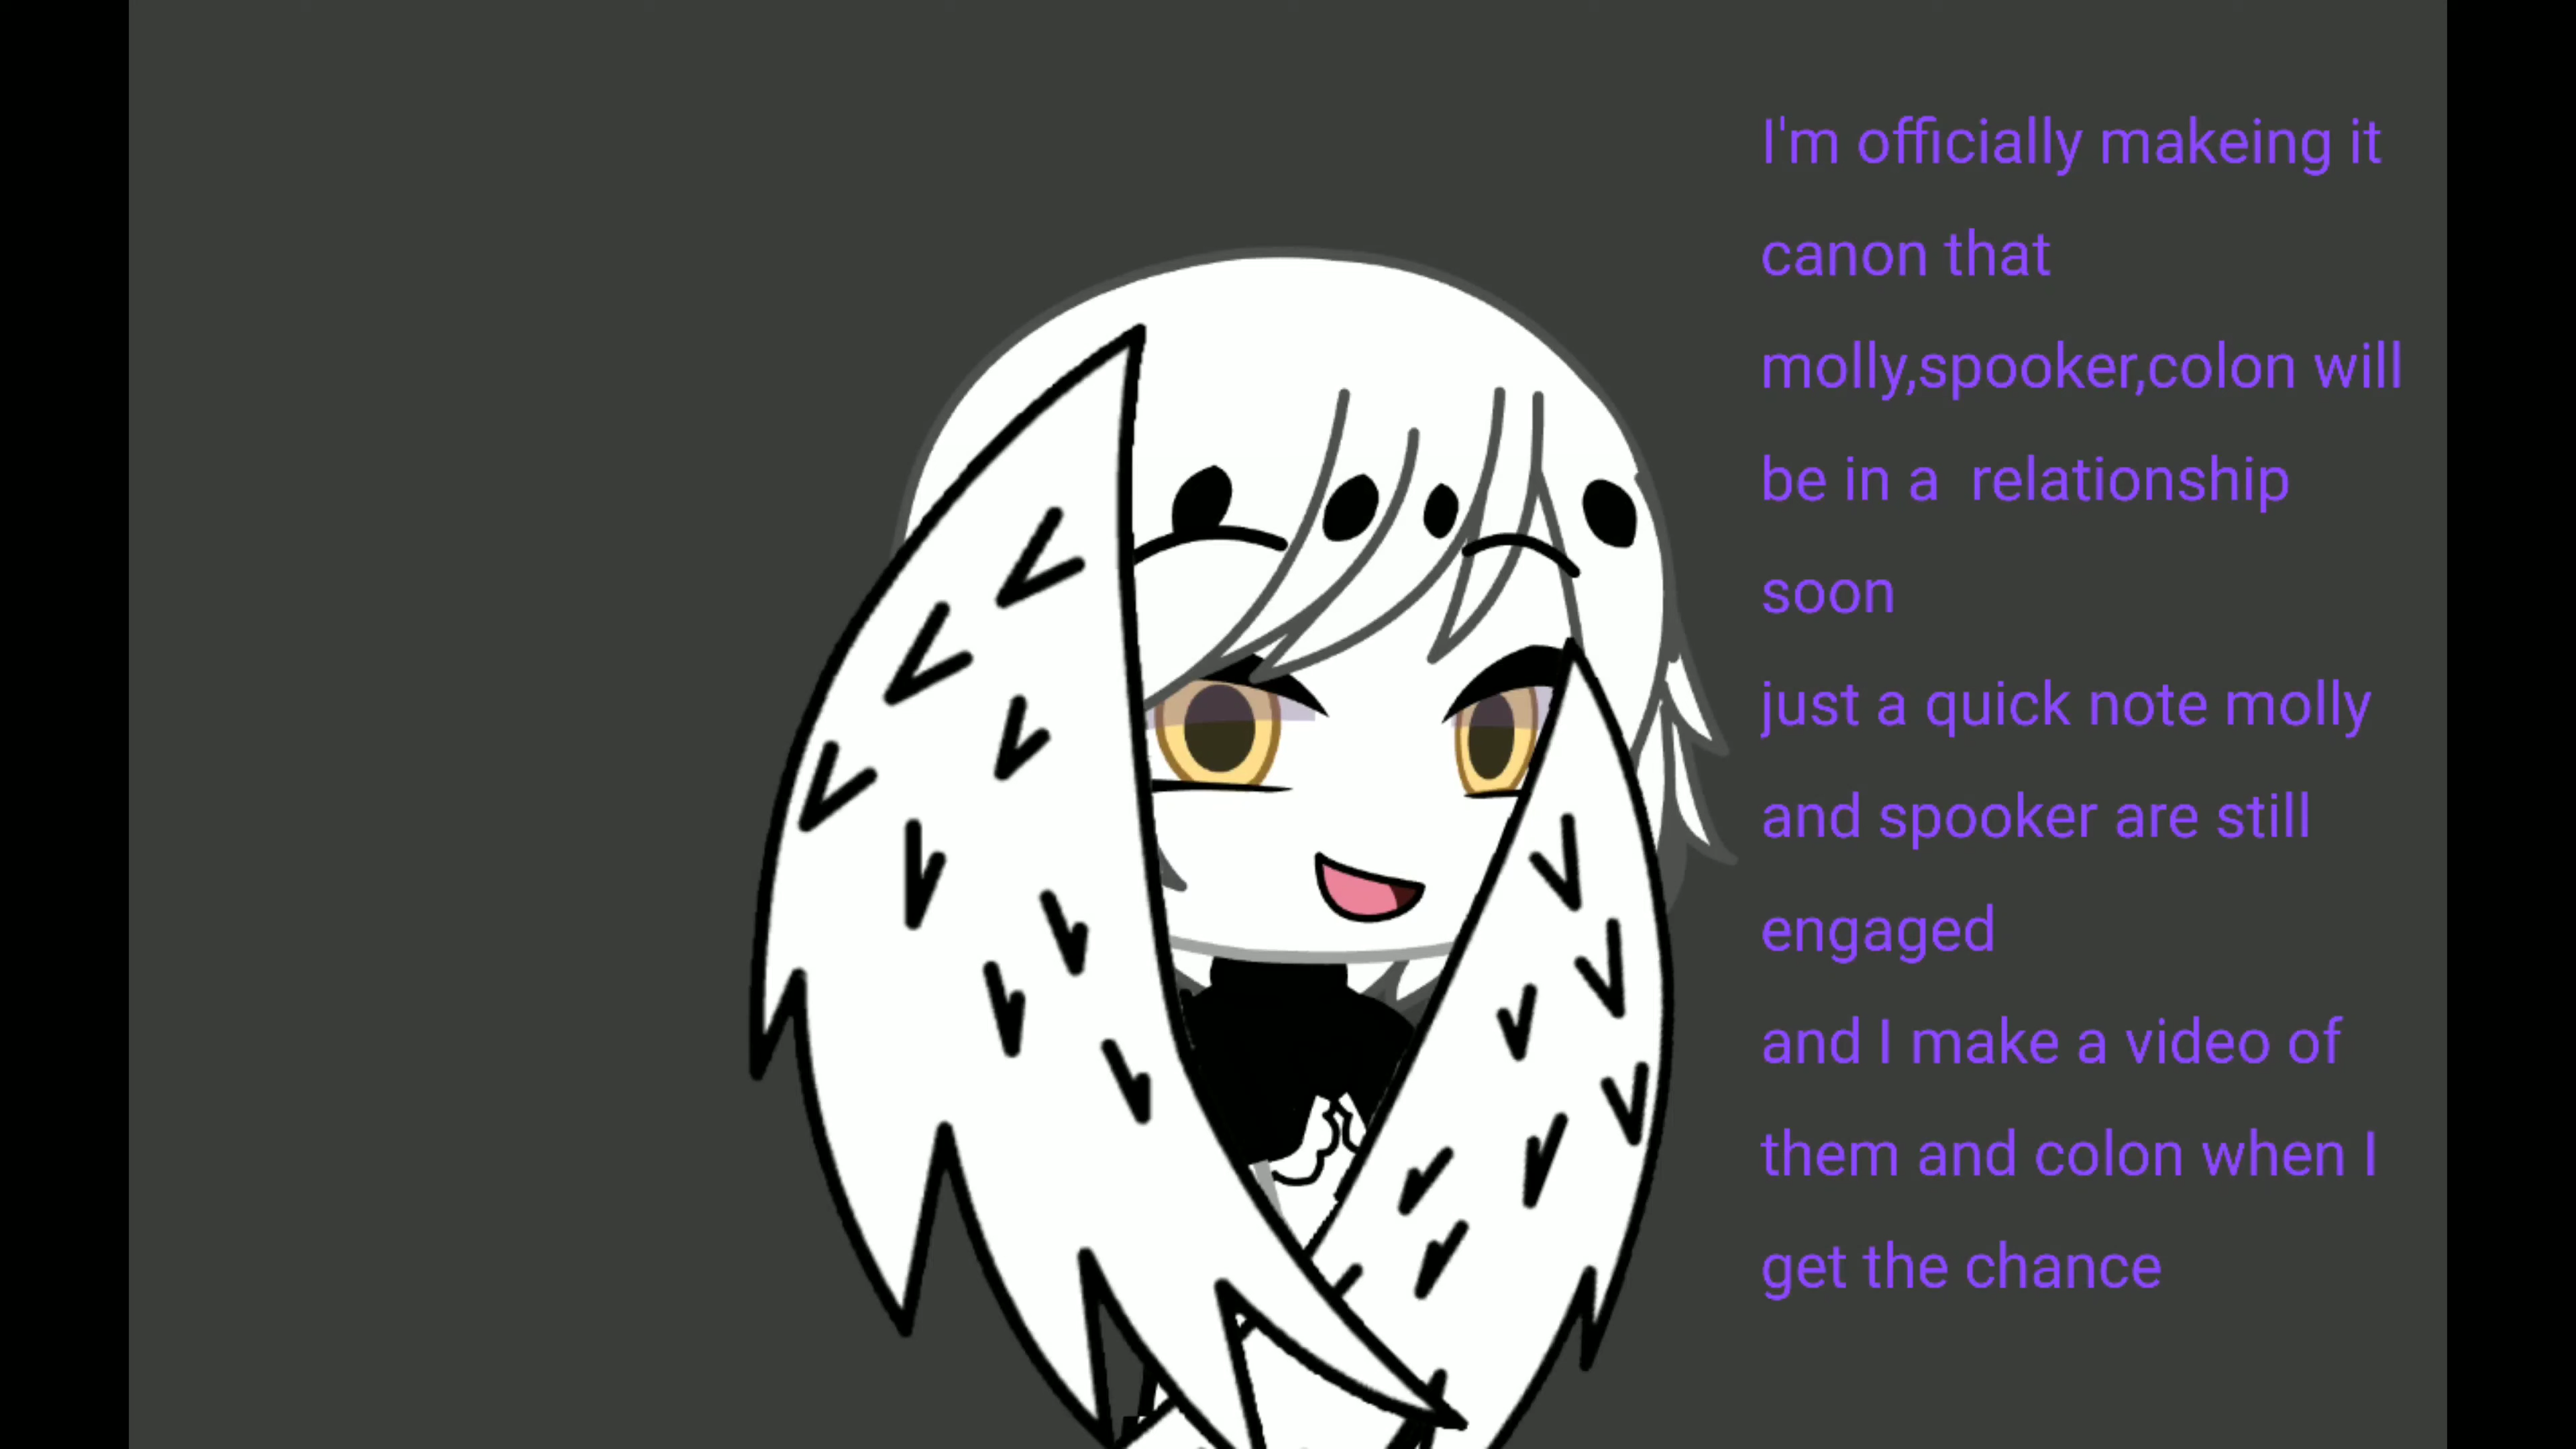 I'm officially makeing it
canon that
molly,spooker,colon will
be in a  relationship
soon
just a quick note molly
and spooker are still
engaged
and I make a video of
them and colon when I
get the chance